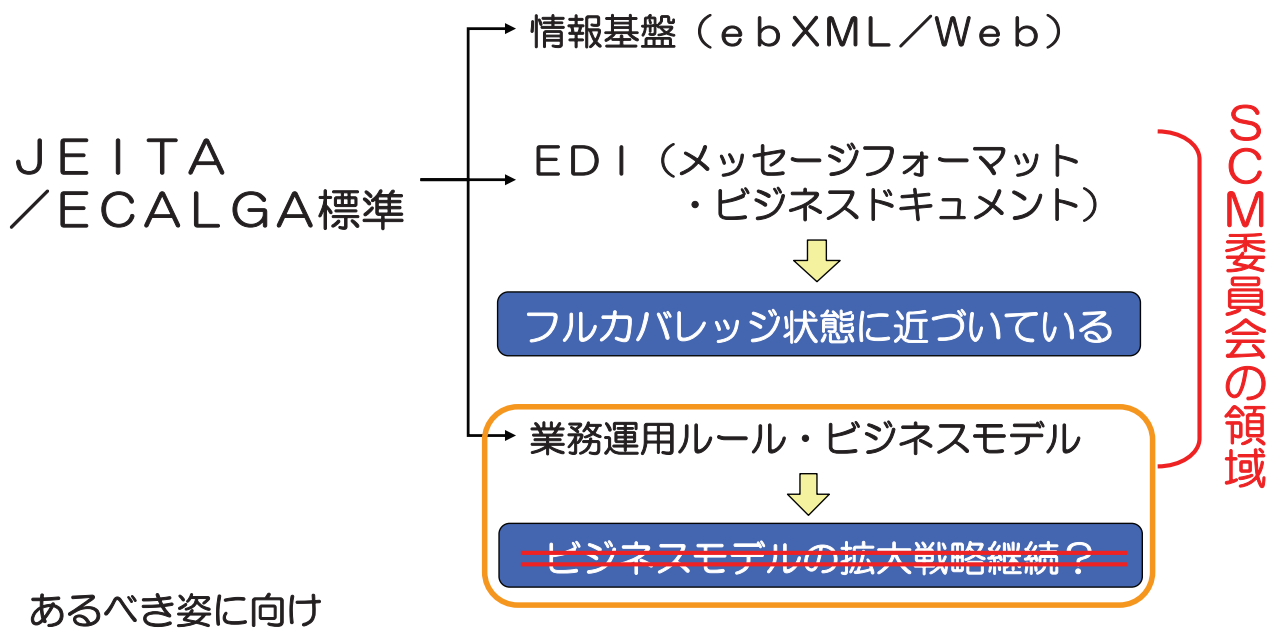 情報基盤（ｅｂＸＭＬ／Ｗｅｂ）
ＪＥＩＴＡ
／ＥＣＡＬＧＡ標準
ＥＤＩ（メッセージフォーマット
・ビジネスドキュメント）
フルカバレッジ状態に近づいている
業務運用ルール・ビジネスモデル
ビジネスモデルの拡大戦略継続？
ＳＣＭ委員会の領域
あるべき姿に向け